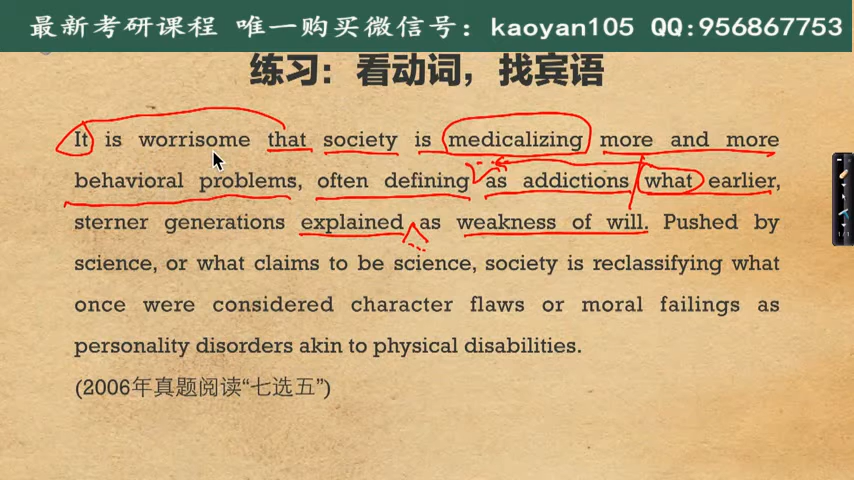 最新考研课程 唯一购买微信号：kaoyan105 QQ:956867753
练习：看动词，找宾语
It is worrisome that society is medicalizing more and more
behavioral problems, often defining as addictions what earlier,
sterner generations explained as weakness of will. Pushed by
science, or what claims to be science, society is reclassifying what
once were considered character flaws or moral failings as
personality disorders akin to physical disabilities.
(2006年真题阅读“七选五”)